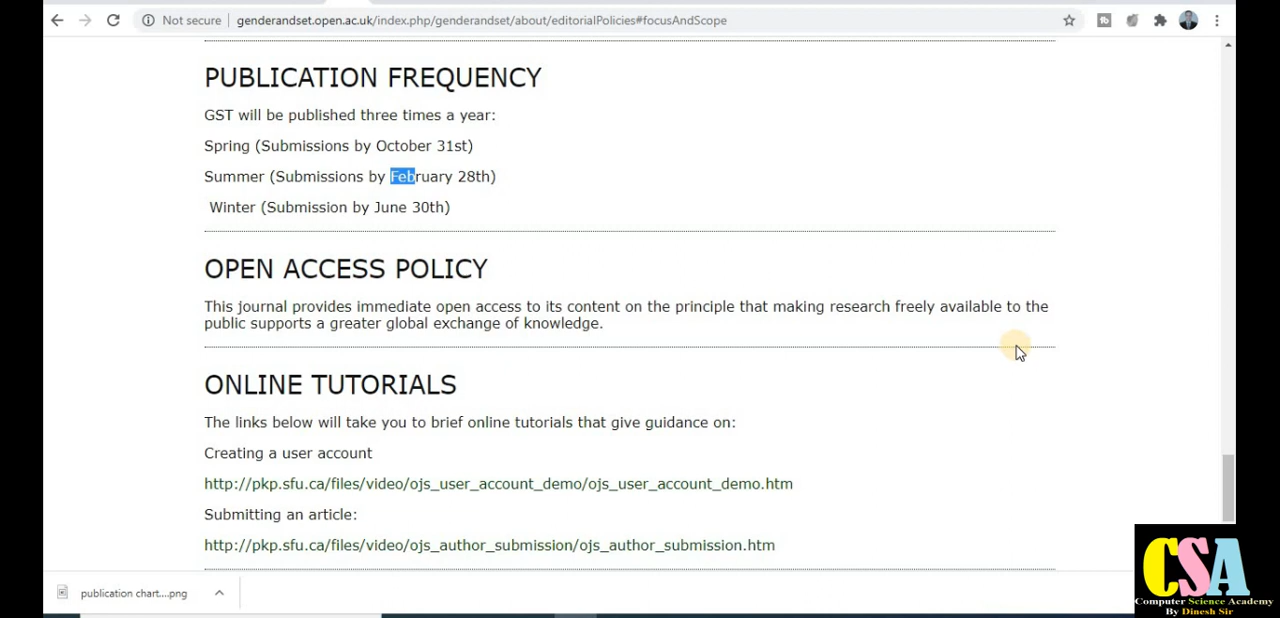 Not secure
genderandset.open.ac.uk/index.php/genderandset/about/editorialPolicies#focusAndScope
PUBLICATION FREQUENCY
GST will be published three times a year:
Spring (Submissions by October 31st)
Summer (Submissions by February 28th)
Winter (Submission by June 30th)
OPEN ACCESS POLICY
This journal provides immediate open access to its content on the principle that making research freely available to the
public supports a greater global exchange of knowledge.
ONLINE TUTORIALS
The links below will take you to brief online tutorials that give guidance on:
Creating a user account
http://pkp.sfu.ca/files/video/ojs_user_account_demo/ojs_user_account_demo.htm
Submitting an article:
http://pkp.sfu.ca/files/video/ojs_author_submission/ojs_author_submission.htm
publication chart....png
CSA
Computer Science Academy
By Dinesh Sir